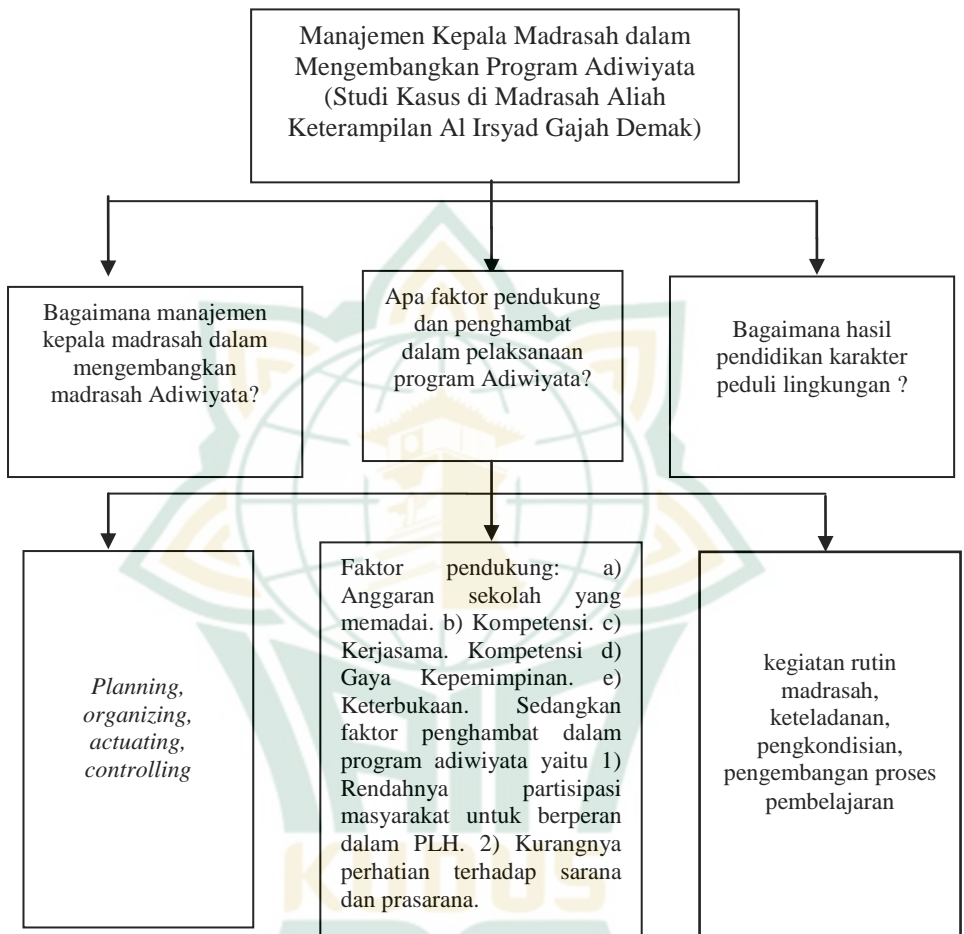 Manajemen Kepala Madrasah dalam
Mengembangkan Program Adiwiyata
(Studi Kasus di Madrasah Aliah
Keterampilan Al Irsyad Gajah Demak)
Bagaimana manajemen
kepala madrasah dalam
mengembangkan
madrasah Adiwiyata?
Apa faktor pendukung
dan penghambat
dalam pelaksanaan
program Adiwiyata?
Bagaimana hasil
pendidikan karakter
peduli lingkungan ?
Planning,
organizing,
actuating,
controlling
Faktor pendukung: a)
Anggaran sekolah yang
memadai. b) Kompetensi. c)
Kerjasama. Kompetensi d)
Gaya Kepemimpinan. e)
Keterbukaan. Sedangkan
faktor penghambat dalam
program adiwiyata yaitu 1)
Rendahnya partisipasi
masyarakat untuk berperan
dalam PLH. 2) Kurangnya
perhatian terhadap sarana
dan prasarana.
kegiatan rutin
madrasah,
keteladanan,
pengkondisian,
pengembangan proses
pembelajaran
KUDUS